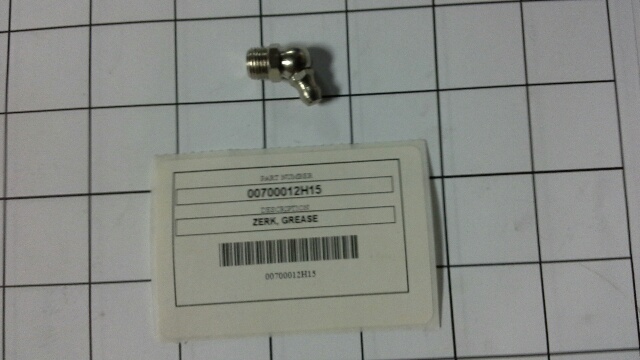 PART NUMBER
00700012H15
DESCRIPTION
ZERK, GREASE
00700012H15